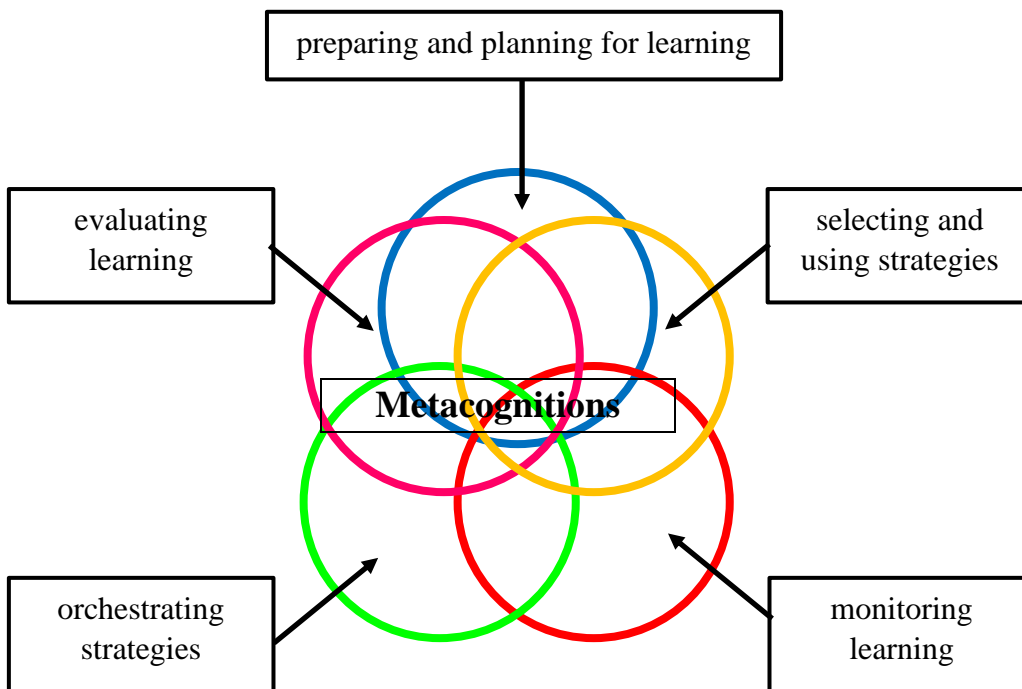 preparing and planning for learning
evaluating
learning
selecting and
using strategies
Metacognitions
orchestrating
strategies
monitoring
learning